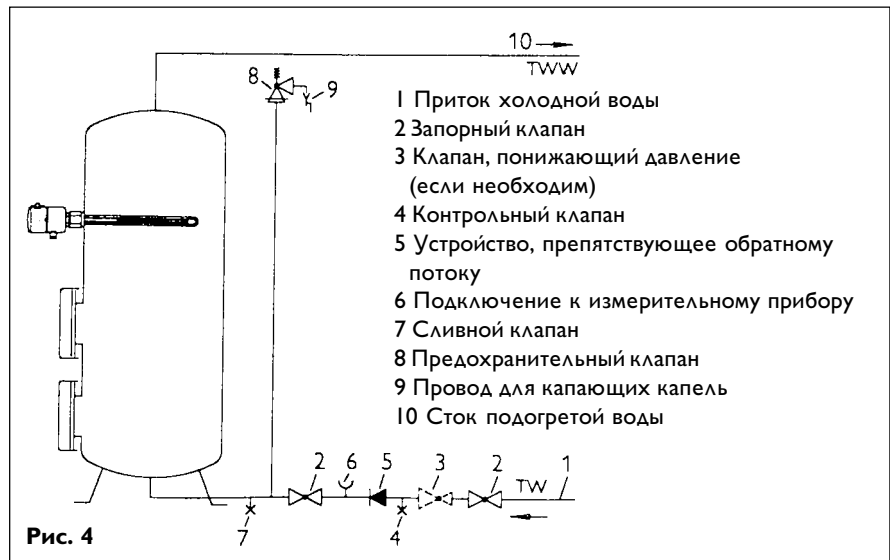 10
TWW
8
9
1 Приток холодной воды
2 Запорный клапан
3 Клапан, понижающий давление
(если необходим)
4 Контрольный клапан
5 Устройство, препятствующее обратному
потоку
6 Подключение к измерительному прибору
7 Сливной клапан
8 Предохранительный клапан
9 Провод для капающих капель
10 Сток подогретой воды
2 6 5 3 2 TW 1
7 4
Рис. 4